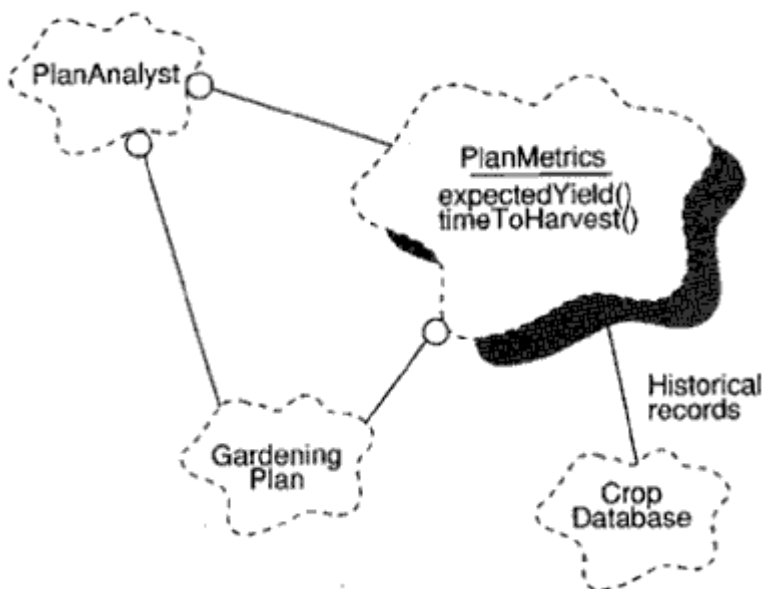 PlanAnalyst
PlanMetrics
expectedYield()
timeToHarvest()
Historical
records
Gardening
Plan
Crop
Database